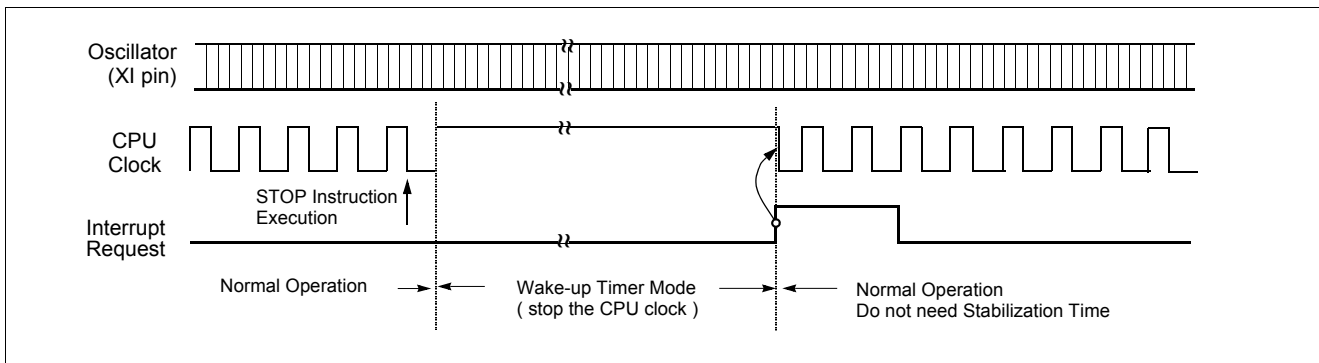 Oscillator
(XI pin)
CPU
Clock
STOP Instruction
Execution
Interrupt
Request
Normal Operation
Wake-up Timer Mode
( stop the CPU clock )
Normal Operation
Do not need Stabilization Time